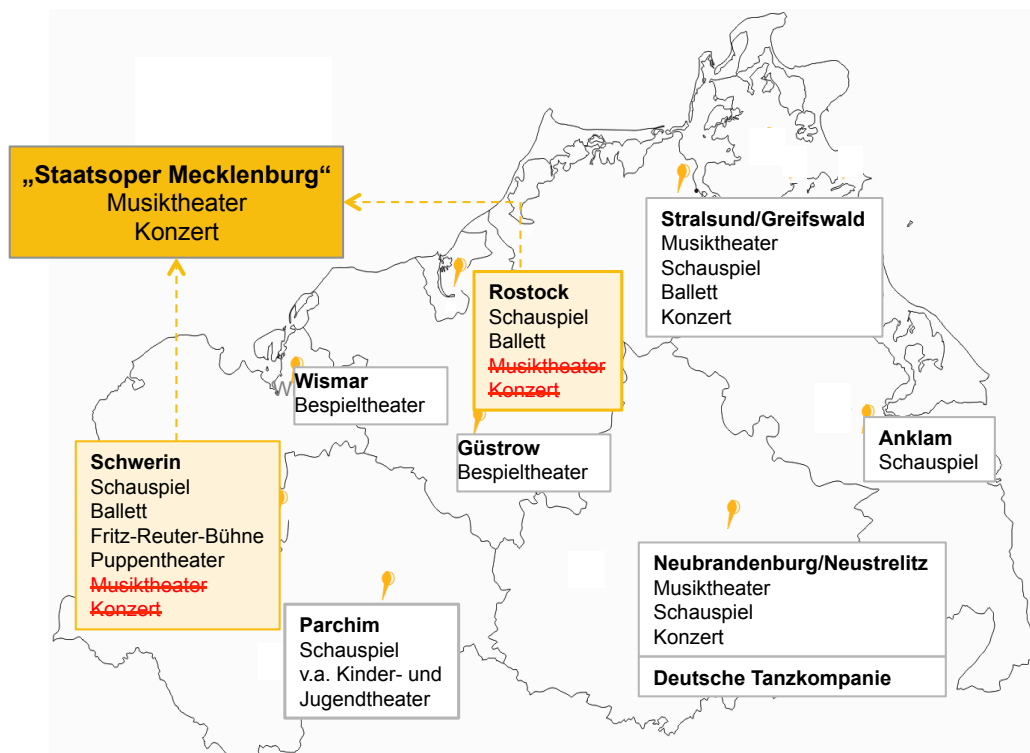 „Staatsoper Mecklenburg“
Musiktheater
Konzert
Stralsund/Greifswald
Musiktheater
Schauspiel
Ballett
Konzert
Rostock
Schauspiel
Ballett
Musiktheater
Konzert
W
Wismar
Bespieltheater
Güstrow
Bespieltheater
Anklam
Schauspiel
Schwerin
Schauspiel
Ballett
Fritz-Reuter-Bühne
Puppentheater
Musiktheater
Konzert
Neubrandenburg/Neustrelitz
Musiktheater
Schauspiel
Konzert
Deutsche Tanzkompanie
Parchim
Schauspiel
v.a. Kinder- und
Jugendtheater